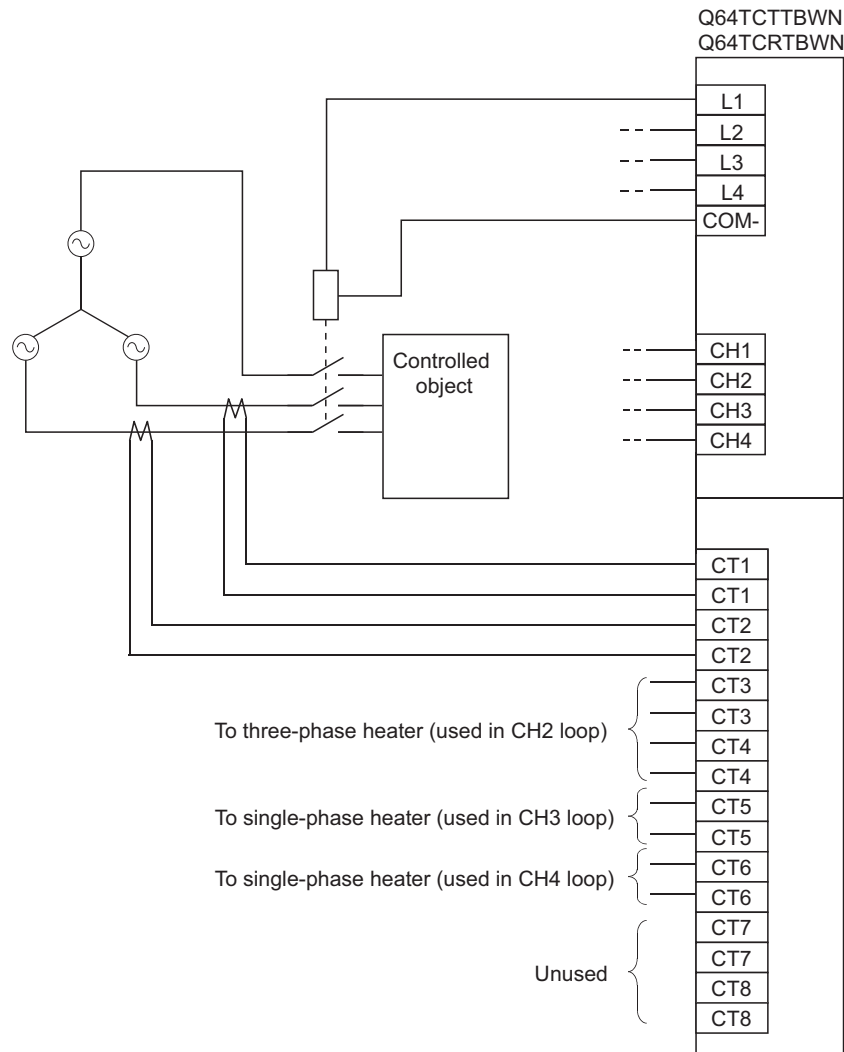 Q64TCTTBWN
Q64TCRTBWN
L1
L2
L3
L4
COM-
Controlled
object
CH1
CH2
CH3
CH4
CT1
CT1
CT2
CT2
CT3
CT3
To three-phase heater (used in CH2 loop)
CT4
CT4
CT5
To single-phase heater (used in CH3 loop)
CT5
CT6
To single-phase heater (used in CH4 loop)
CT6
CT7
CT7
Unused
CT8
CT8